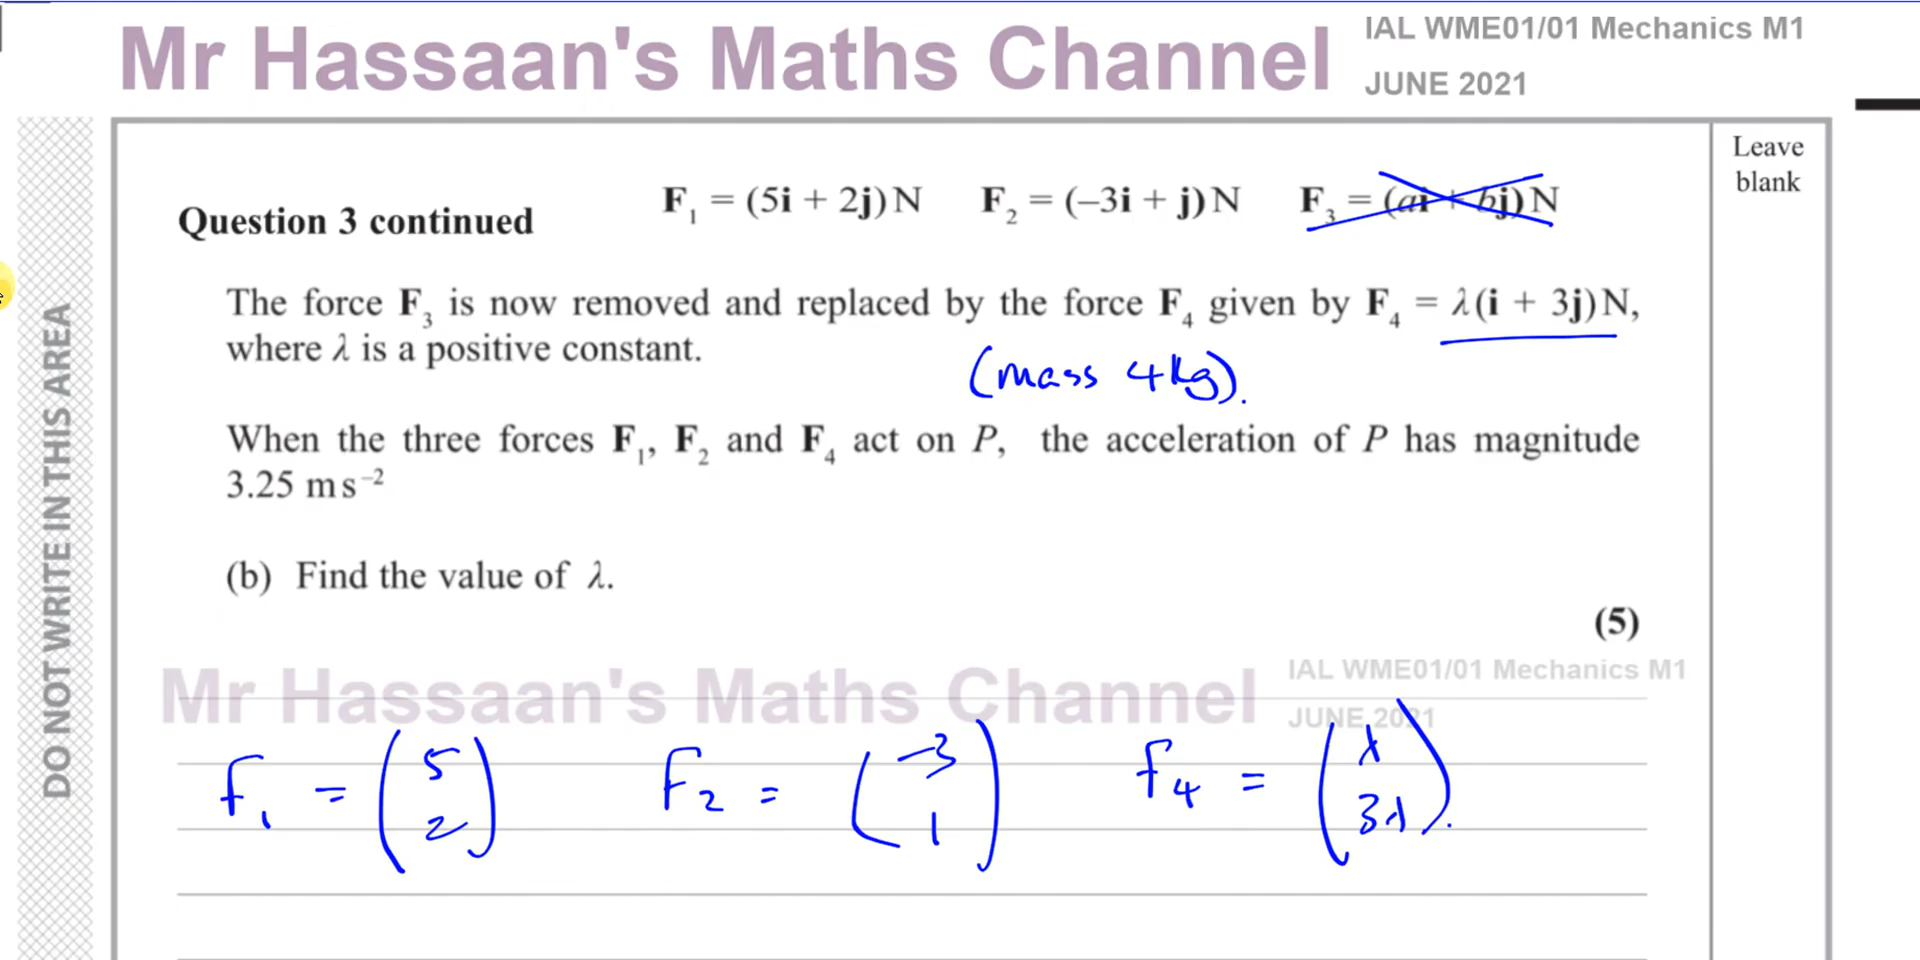 Mr Hassaan's Maths Channel
IAL WME01/01 Mechanics M1
JUNE 2021
Leave
blank
Question 3 continued
F₁ = (5i + 2j) N F₂ = (–3i + j) N F₃ = (ai + bj) N
The force F₃ is now removed and replaced by the force F₄ given by F₄ = λ(i + 3j) N,
where λ is a positive constant.
(mass 4kg).
When the three forces F₁, F₂ and F₄ act on P, the acceleration of P has magnitude
3.25 m s⁻²
(b) Find the value of λ.
(5)
Mr Hassaan's Maths Channel
IAL WME01/01 Mechanics M1
JUNE 2021
F₁ = (5 2) F₂ = (-3 1) F₄ = (λ 3λ).
DO NOT WRITE IN THIS AREA